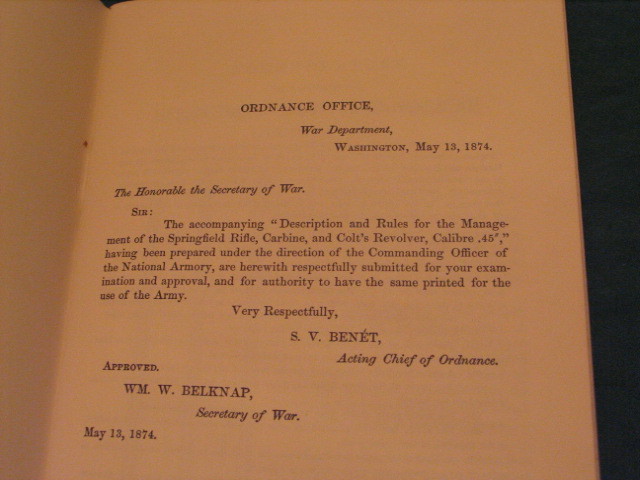 ORDNANCE OFFICE,
War Department,
WASHINGTON, May 13, 1874.
The Honorable the Secretary of War.
SIR:
The accompanying "Description and Rules for the Manage-
ment of the Springfield Rifle, Carbine, and Colt's Revolver, Calibre .45","
having been prepared under the direction of the Commanding Officer of
the National Armory, are herewith respectfully submitted for your exam-
ination and approval, and for authority to have the same printed for the
use of the Army.
Very Respectfully,
S. V. BENÉT,
Acting Chief of Ordnance.
APPROVED.
WM. W. BELKNAP,
Secretary of War.
May 13, 1874.